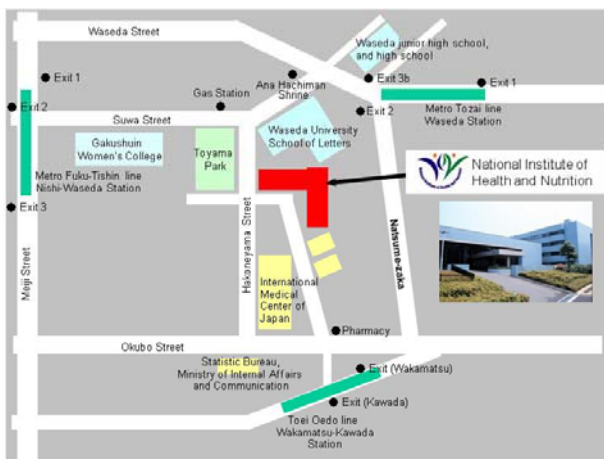 Waseda Street
Waseda junior high school,
and high school
Exit 1
Exit 2
Gas Station
Ana Hachiman
Shrine
Exit 3b
Exit 1
Exit 2
Metro Tozai line
Waseda Station
Suwa Street
Gakushuin
Women's College
Toyama
Park
Waseda University
School of Letters
National Institute of
Health and Nutrition
Metro Fuku-Tishin line
Nishi-Waseda Station
Exit 3
Meiji Street
Hakoneyama Street
Natsume-zaka
International
Medical
Center of
Japan
Pharmacy
Okubo Street
Statistic Bureau,
Ministry of Internal Affairs
and Communication
Exit (Wakamatsu)
Exit (Kawada)
Toei Oedo line
Wakamatsu-Kawada
Station